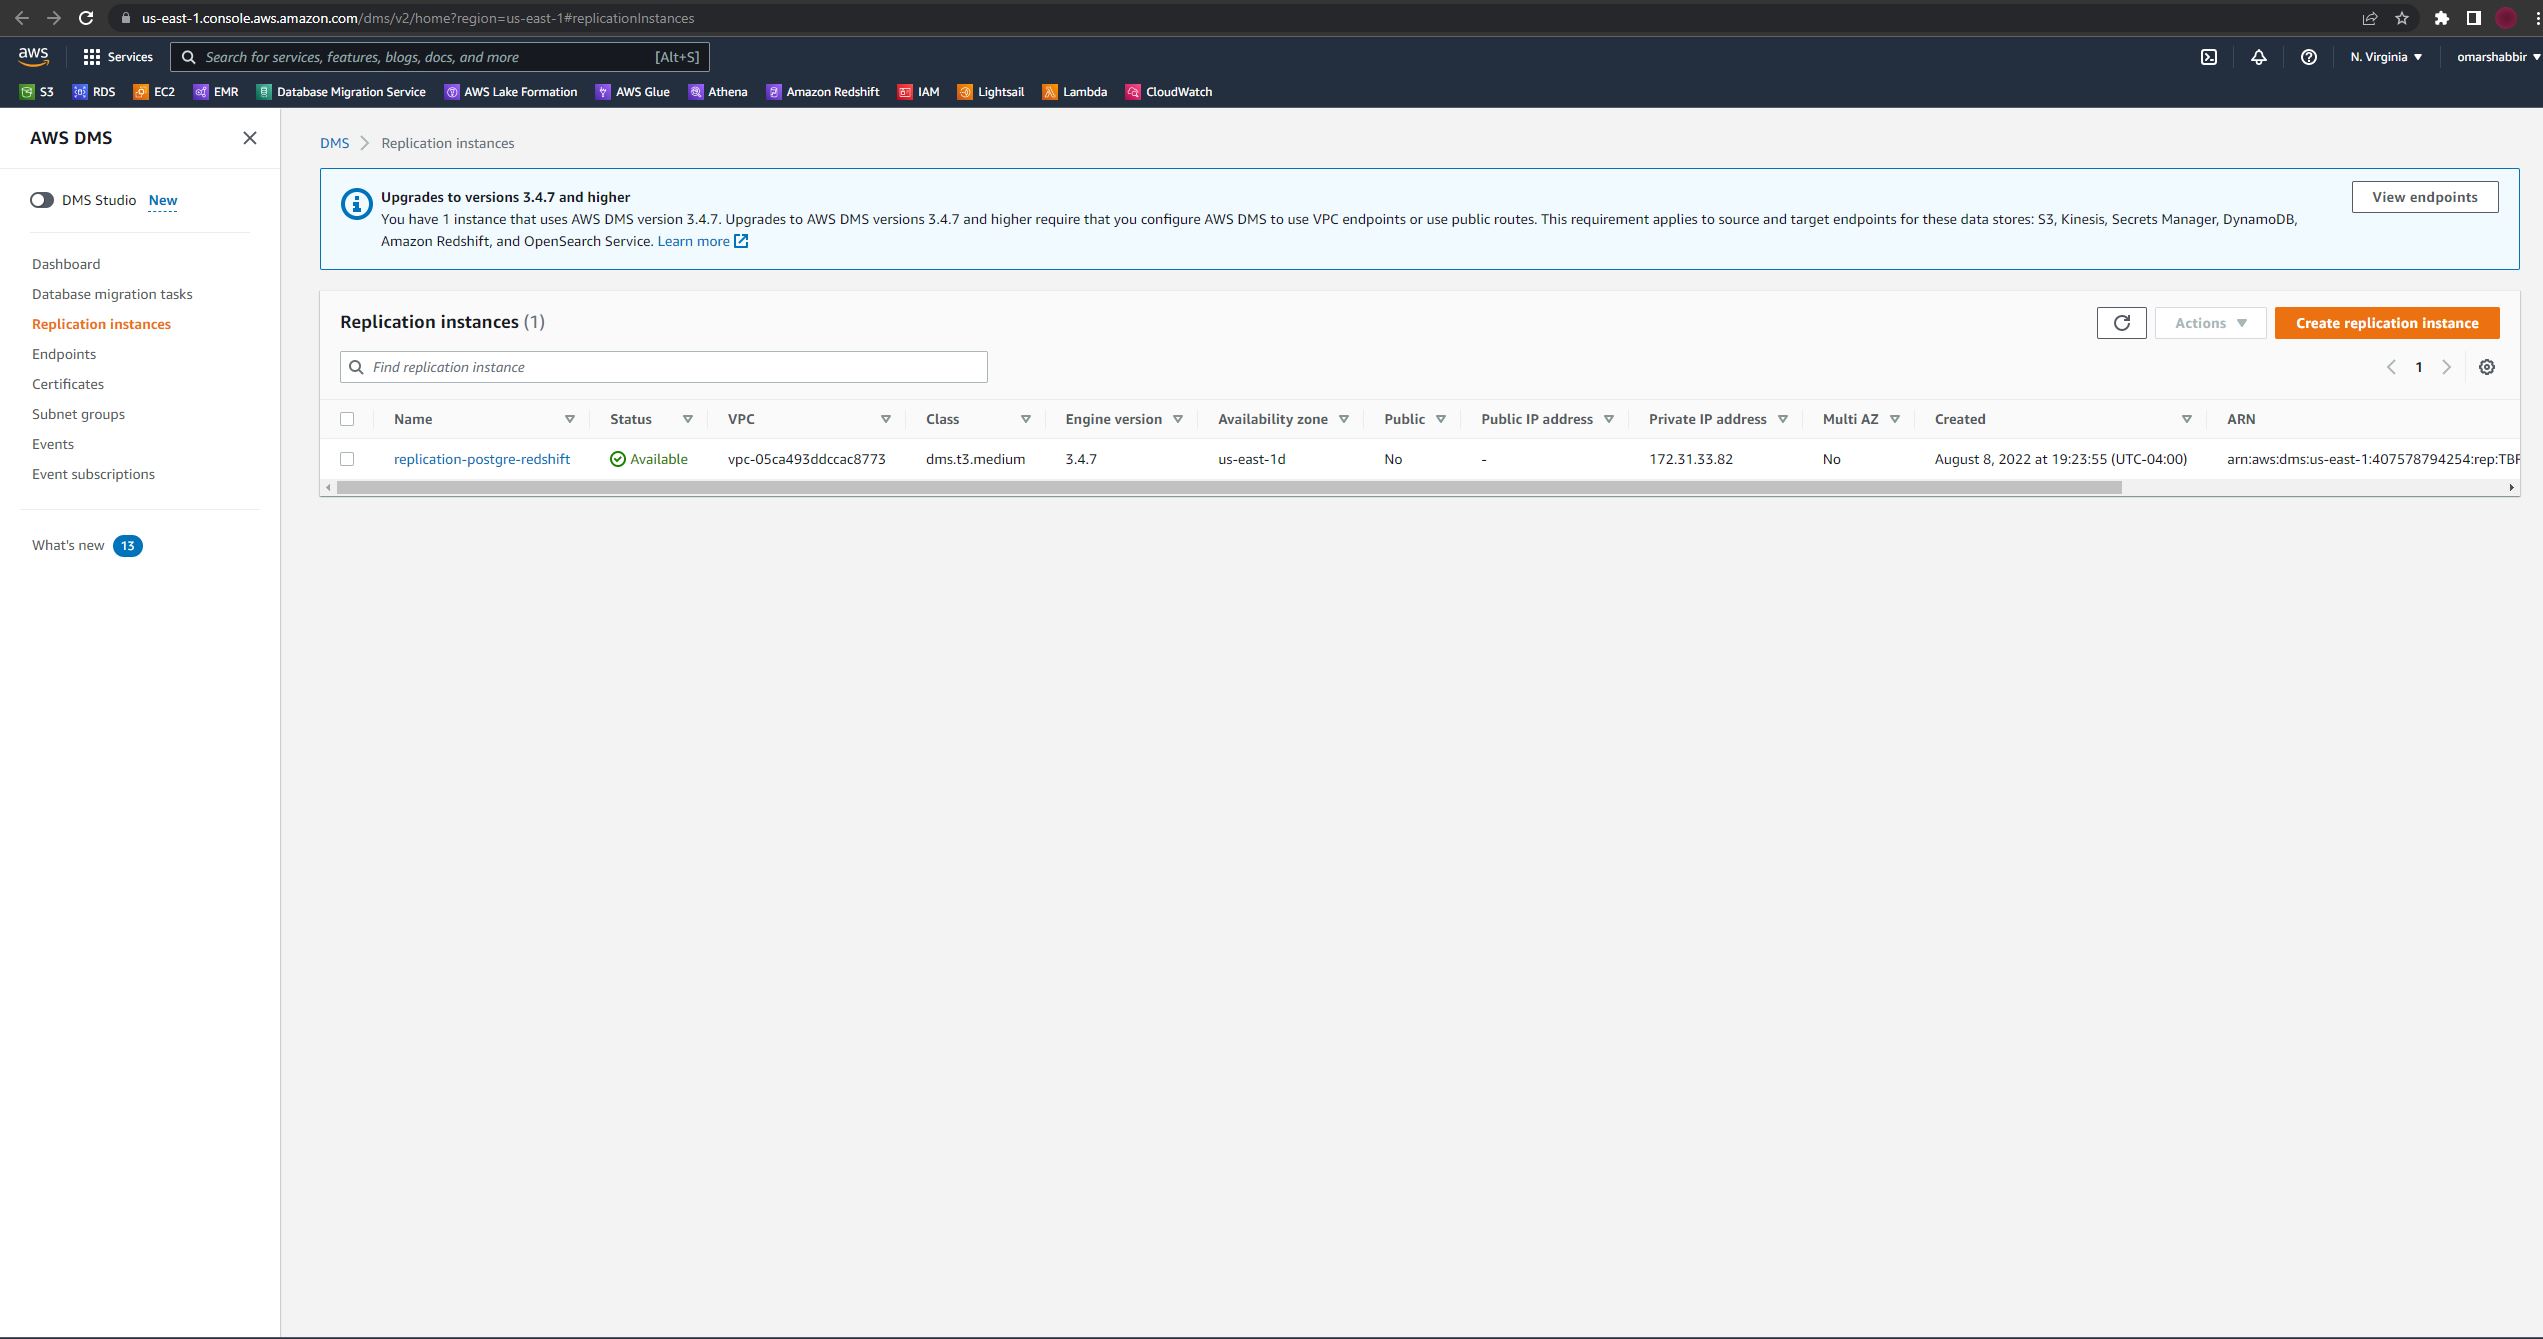 us-east-1.console.aws.amazon.com/dms/v2/home?region=us-east-1#replicationInstances
aws Services Search for services, features, blogs, docs, and more [Alt+S] N. Virginia omarshabbir
S3 RDS EC2 EMR Database Migration Service AWS Lake Formation AWS Glue Athena Amazon Redshift IAM Lightsail Lambda CloudWatch
AWS DMS
DMS Studio New
Dashboard
Database migration tasks
Replication instances
Endpoints
Certificates
Subnet groups
Events
Event subscriptions
What's new 13
DMS Replication instances
Upgrades to versions 3.4.7 and higher
You have 1 instance that uses AWS DMS version 3.4.7. Upgrades to AWS DMS versions 3.4.7 and higher require that you configure AWS DMS to use VPC endpoints or use public routes. This requirement applies to source and target endpoints for these data stores: S3, Kinesis, Secrets Manager, DynamoDB,
Amazon Redshift, and OpenSearch Service. Learn more
View endpoints
Replication instances (1)
Actions Create replication instance
Find replication instance
1
Name Status VPC Class Engine version Availability zone Public Public IP address Private IP address Multi AZ Created ARN
replication-postgre-redshift Available vpc-05ca493ddccac8773 dms.t3.medium 3.4.7 us-east-1d No - 172.31.33.82 No August 8, 2022 at 19:23:55 (UTC-04:00) arn:aws:dms:us-east-1:407578794254:rep:TBF